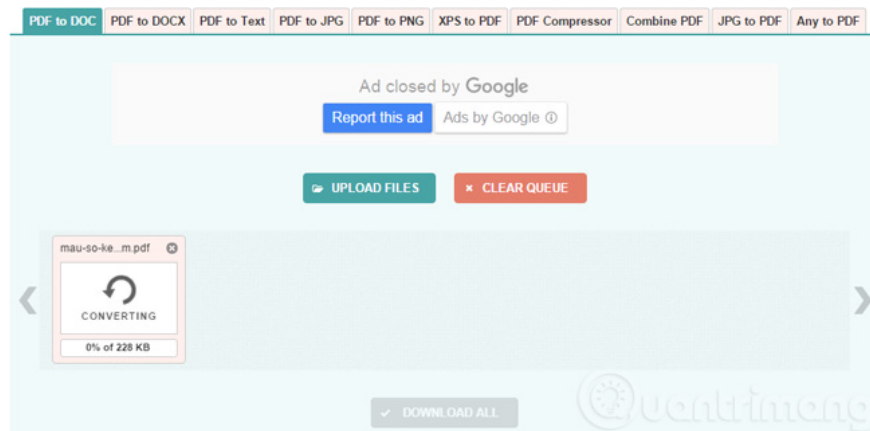 PDF to DOC PDF to DOCX PDF to Text PDF to JPG PDF to PNG XPS to PDF PDF Compressor Combine PDF JPG to PDF Any to PDF
Ad closed by Google
Report this ad Ads by Google
UPLOAD FILES CLEAR QUEUE
mau-so-ke...m.pdf
CONVERTING
0% of 228 KB
DOWNLOAD ALL
Quantrimang